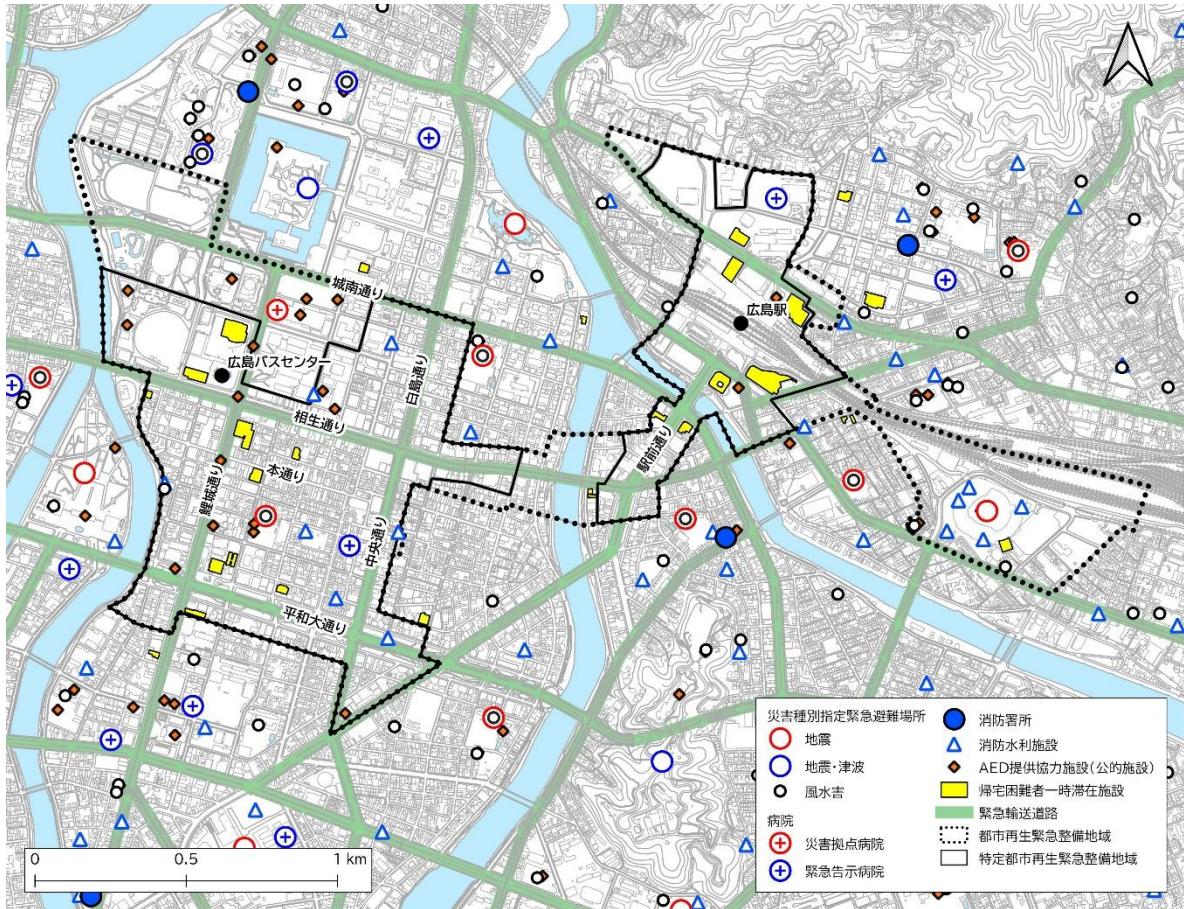 城南通り
広島駅
広島バスセンター
白島通り
相生通り
駅前通り
本通り
鯉城通り
中央通り
平和大通り
災害種別指定緊急避難場所
地震
地震・津波
風水吉
病院
災害拠点病院
緊急告示病院
消防署所
消防水利施設
AED提供協力施設(公的施設)
帰宅困難者一時滞在施設
緊急輸送道路
都市再生緊急整備地域
特定都市再生緊急整備地域
0 0.5 1 km